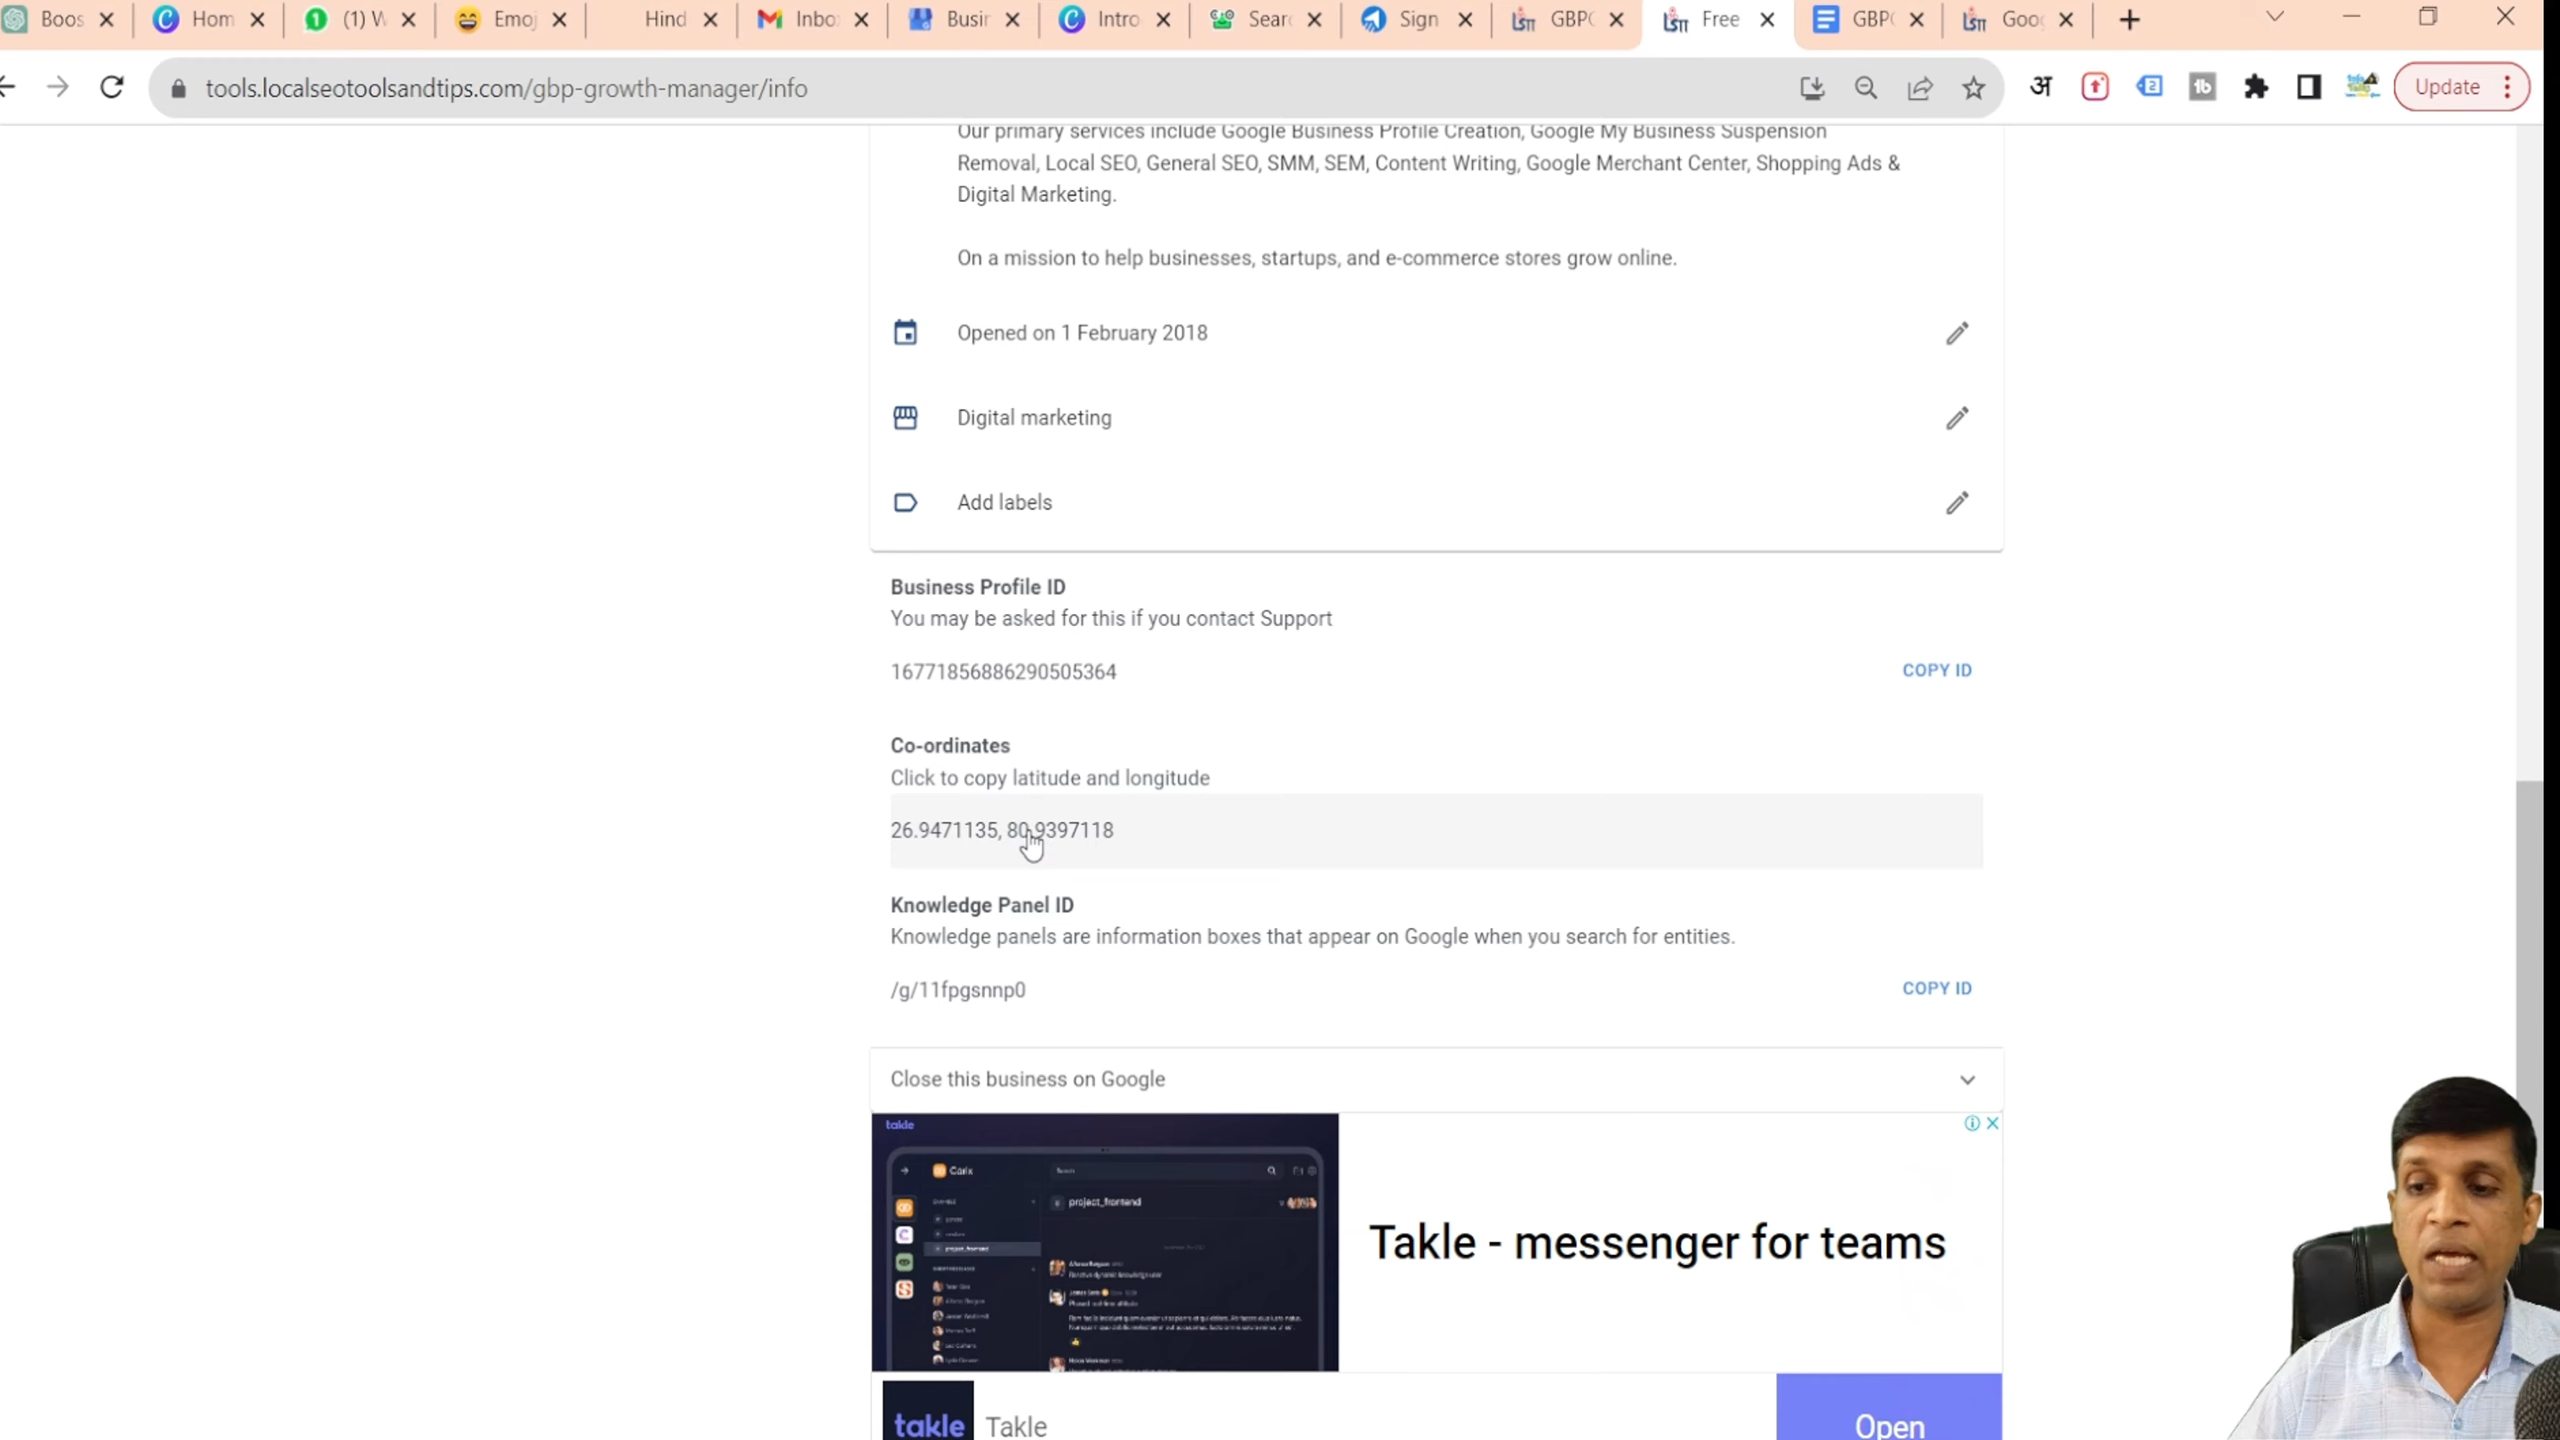 Boos
Hom
(1) W
Emoj
Hind
Inbo
Busin
Intro
Sear
Sign
GBP(
Free
GBP(
Goog
tools.localseotoolsandtips.com/gbp-growth-manager/info
Update
Our primary services include Google Business Profile Creation, Google My Business Suspension
Removal, Local SEO, General SEO, SMM, SEM, Content Writing, Google Merchant Center, Shopping Ads &
Digital Marketing.
On a mission to help businesses, startups, and e-commerce stores grow online.
Opened on 1 February 2018
Digital marketing
Add labels
Business Profile ID
You may be asked for this if you contact Support
16771856886290505364
COPY ID
Co-ordinates
Click to copy latitude and longitude
26.9471135, 80.9397118
Knowledge Panel ID
Knowledge panels are information boxes that appear on Google when you search for entities.
/g/11fpgsnnp0
COPY ID
Close this business on Google
takle
Carix
Search
project_frontend
project_frontend
Takle - messenger for teams
takle
Takle
Open